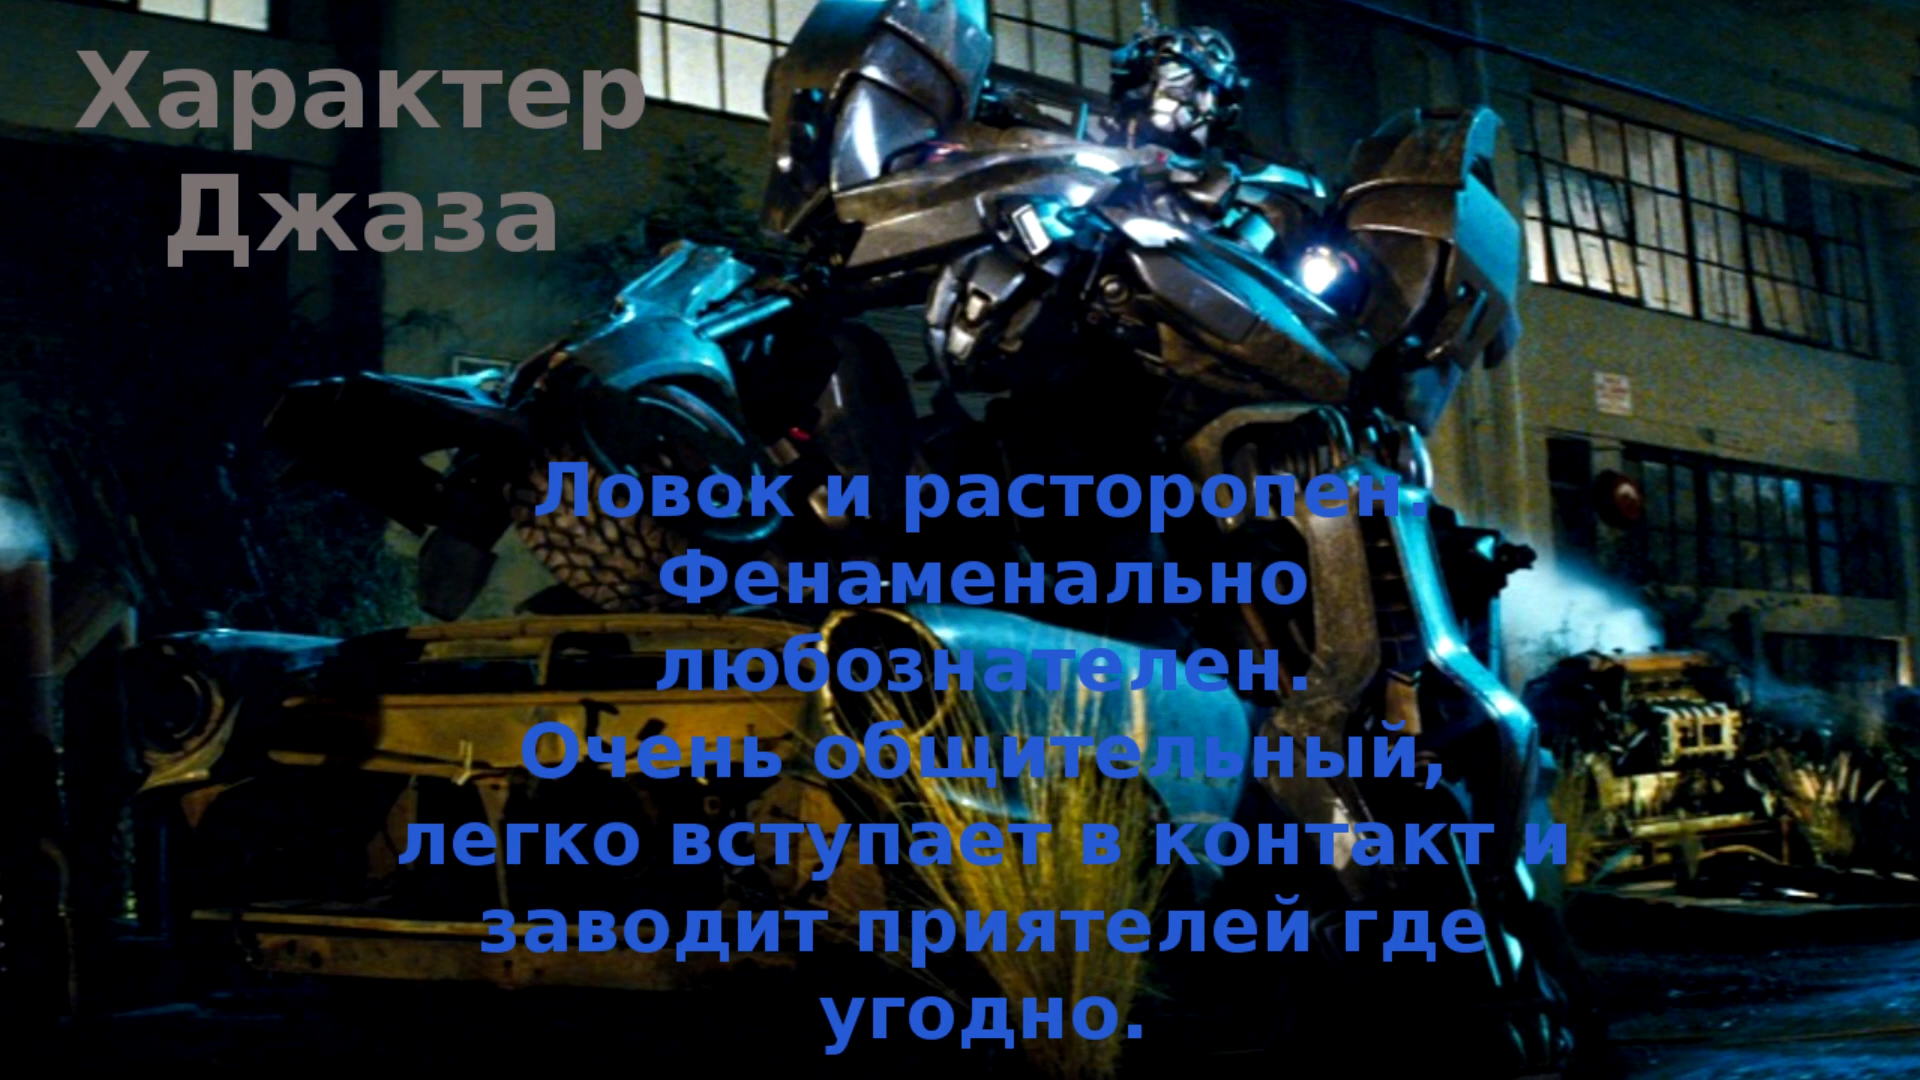 Характер
Джаза
Ловок и расторопен.
Фенаменально
любознателен.
Очень общительный,
легко вступает в контакт и
заводит приятелей где
угодно.